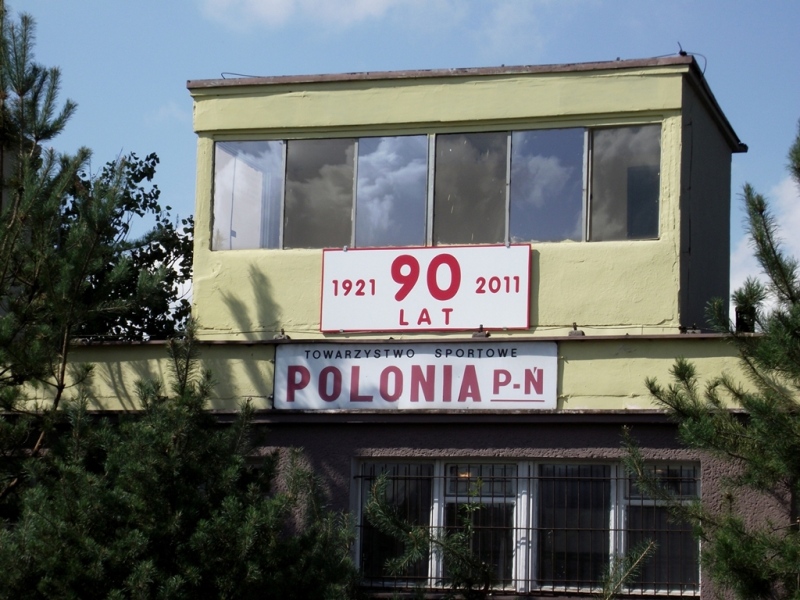 1921 90 2011
LAT
TOWARZYSTWO SPORTOWE
POLONIA P-Ń